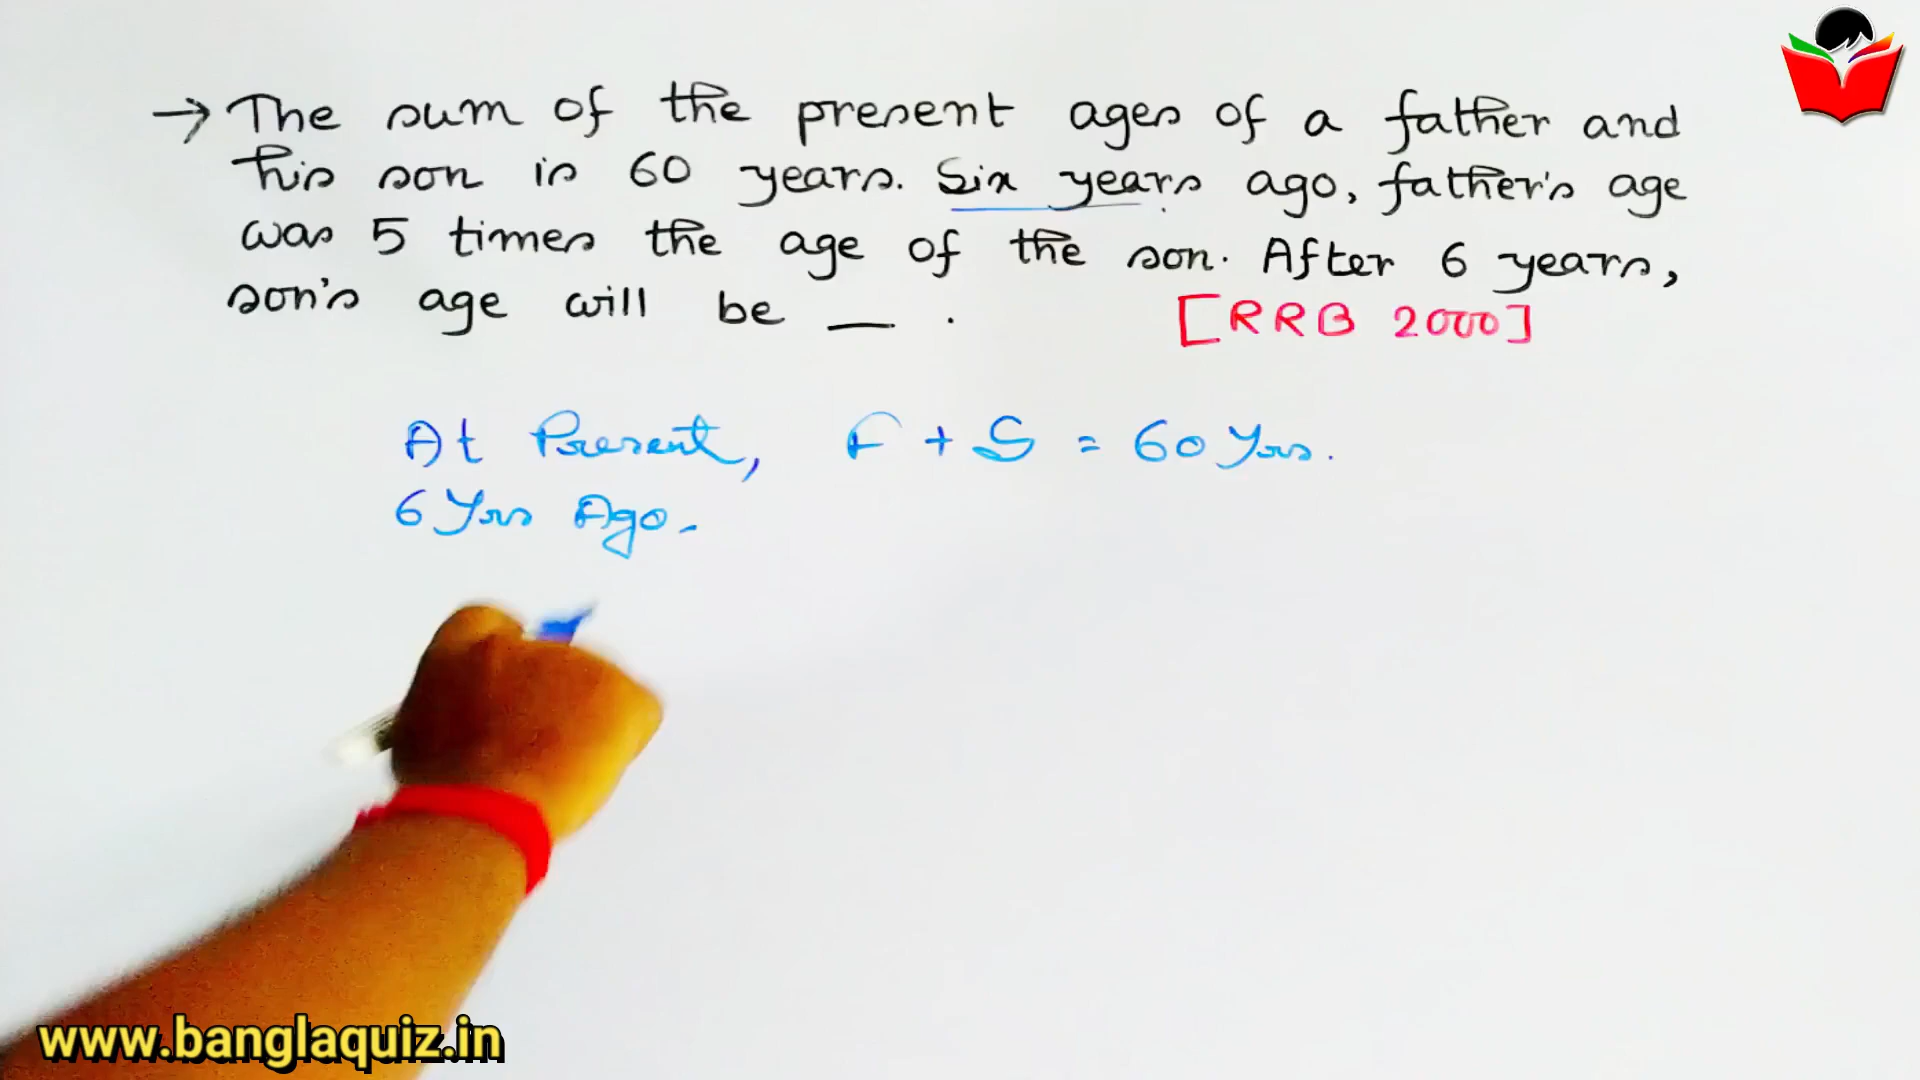 → The sum of the present ages of a father and
his son is 60 years. Six years ago, father's age
was 5 times the age of the son. After 6 years,
son's age will be __ .
[RRB 2000]
At Present, F + S = 60 Yrs.
6 Yrs Ago.
www.banglaquiz.in